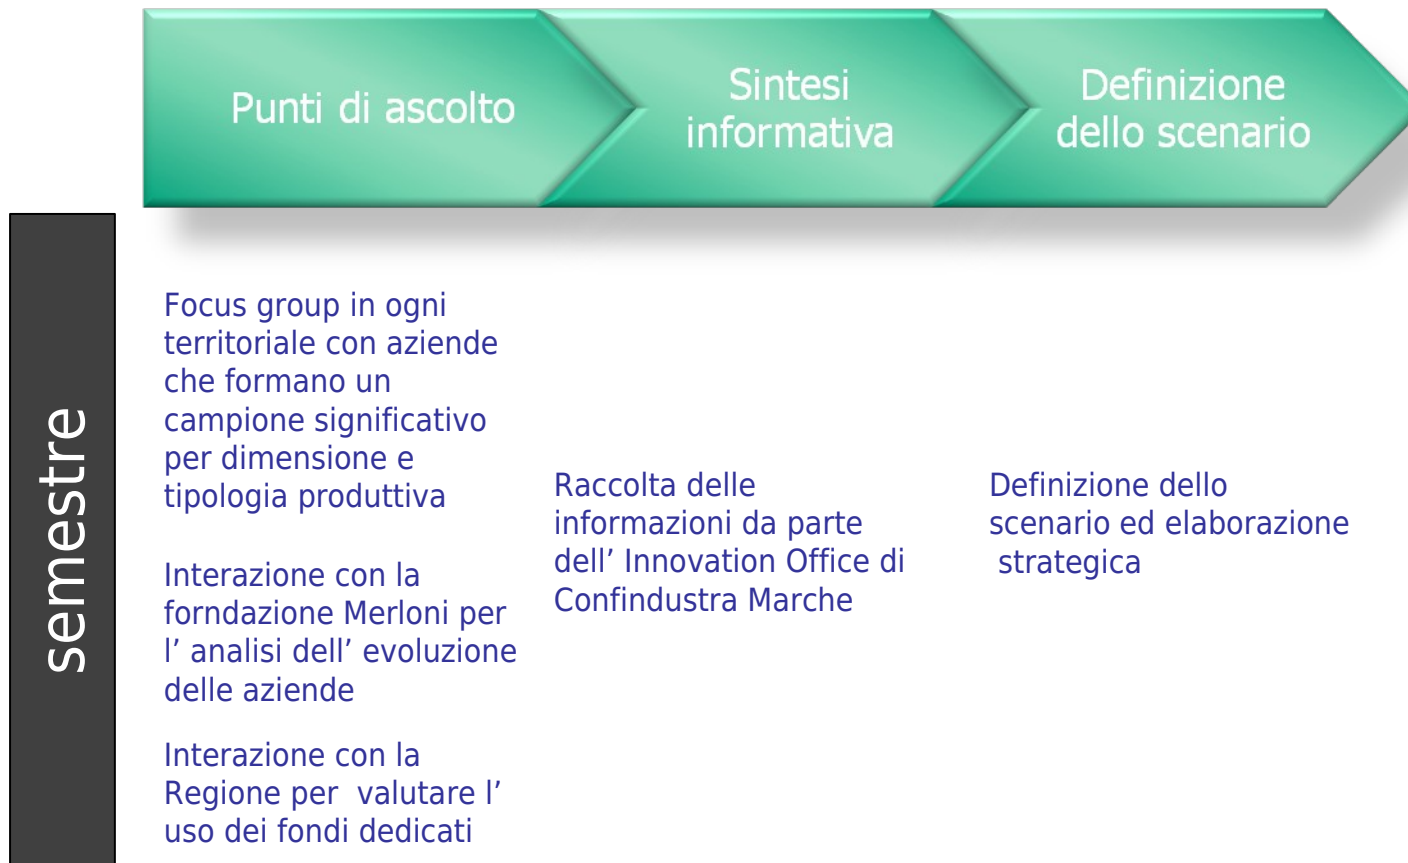 Punti di ascolto
Sintesi
informativa
Definizione
dello scenario
semestre
Focus group in ogni
territoriale con aziende
che formano un
campione significativo
per dimensione e
tipologia produttiva
Interazione con la
forndazione Merloni per
l’ analisi dell’ evoluzione
delle aziende
Interazione con la
Regione per  valutare l’
uso dei fondi dedicati
Raccolta delle
informazioni da parte
dell’ Innovation Office di
Confindustra Marche
Definizione dello
scenario ed elaborazione
strategica